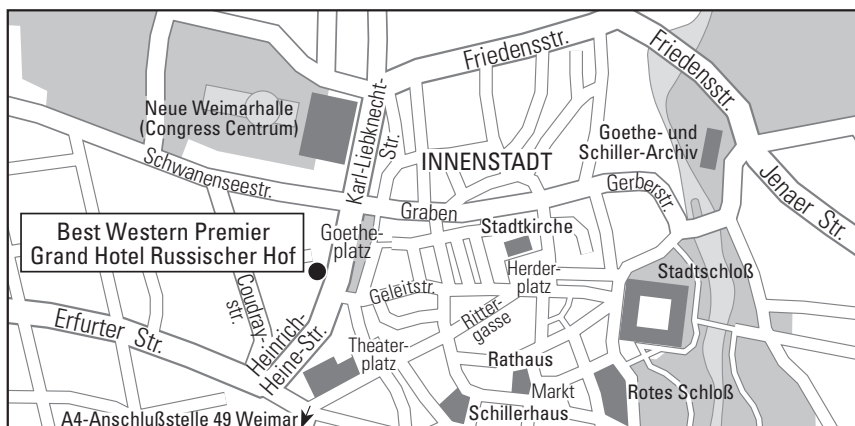 Friedensstr.
Friedensstr.
Neue Weimarhalle
(Congress Centrum)
Karl-Liebknecht-
Str.
Goethe- und
Schiller-Archiv
INNENSTADT
Schwanenseestr.
Gerberstr.
Jenaer Str.
Graben
Best Western Premier
Grand Hotel Russischer Hof
Goethe-
platz
Stadtkirche
Herder-
platz
Stadtschloß
Coudray-
str.
Geleitstr.
Ritter-
gasse
Erfurter Str.
Heinrich-
Heine-Str.
Theater-
platz
Rathaus
Markt
Rotes Schloß
Schillerhaus
A4-Anschlußstelle 49 Weimar